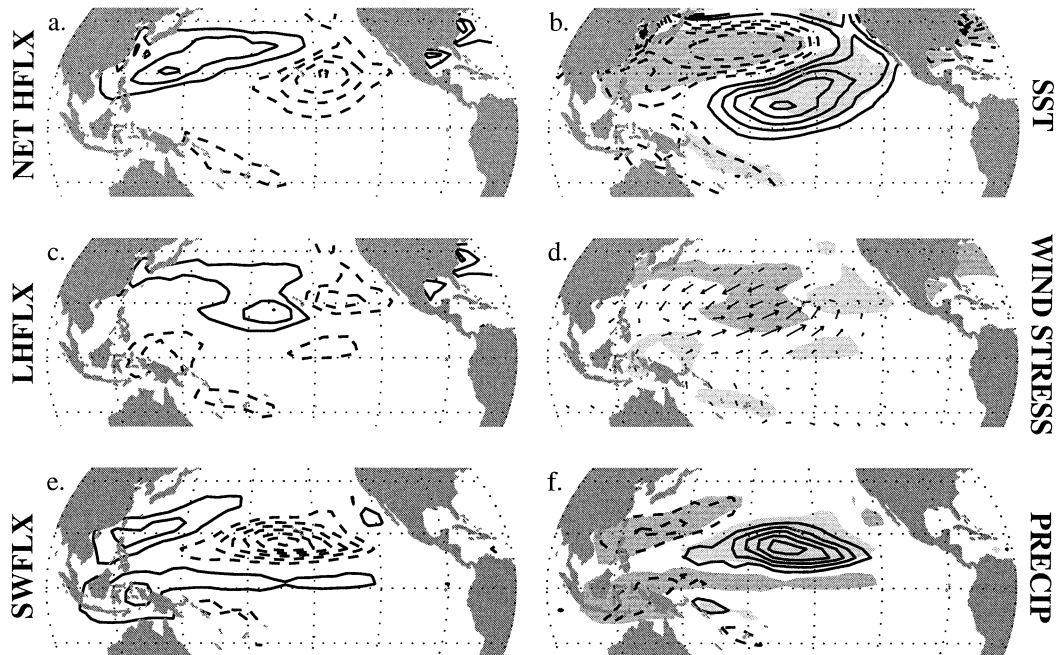 NET HFLX
a.
b.
SST
LHFLX
c.
d.
WIND STRESS
SWFLX
e.
f.
PRECIP